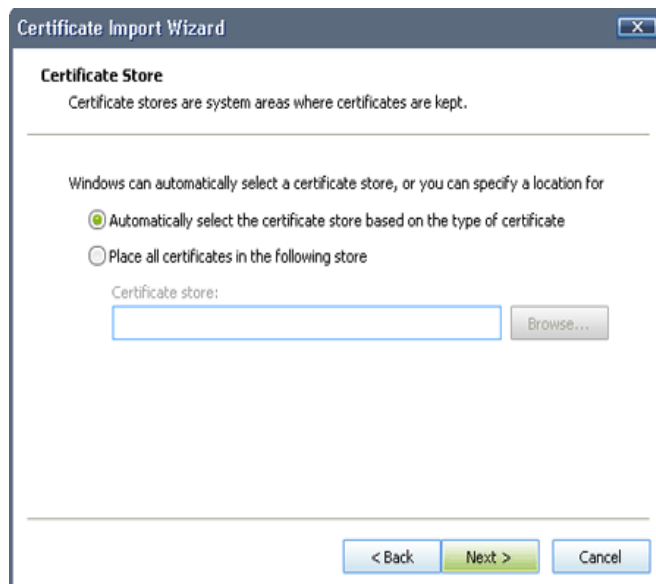 Certificate Import Wizard
Certificate Store
Certificate stores are system areas where certificates are kept.
Windows can automatically select a certificate store, or you can specify a location for
Automatically select the certificate store based on the type of certificate
Place all certificates in the following store
Certificate store:
Browse...
< Back Next > Cancel